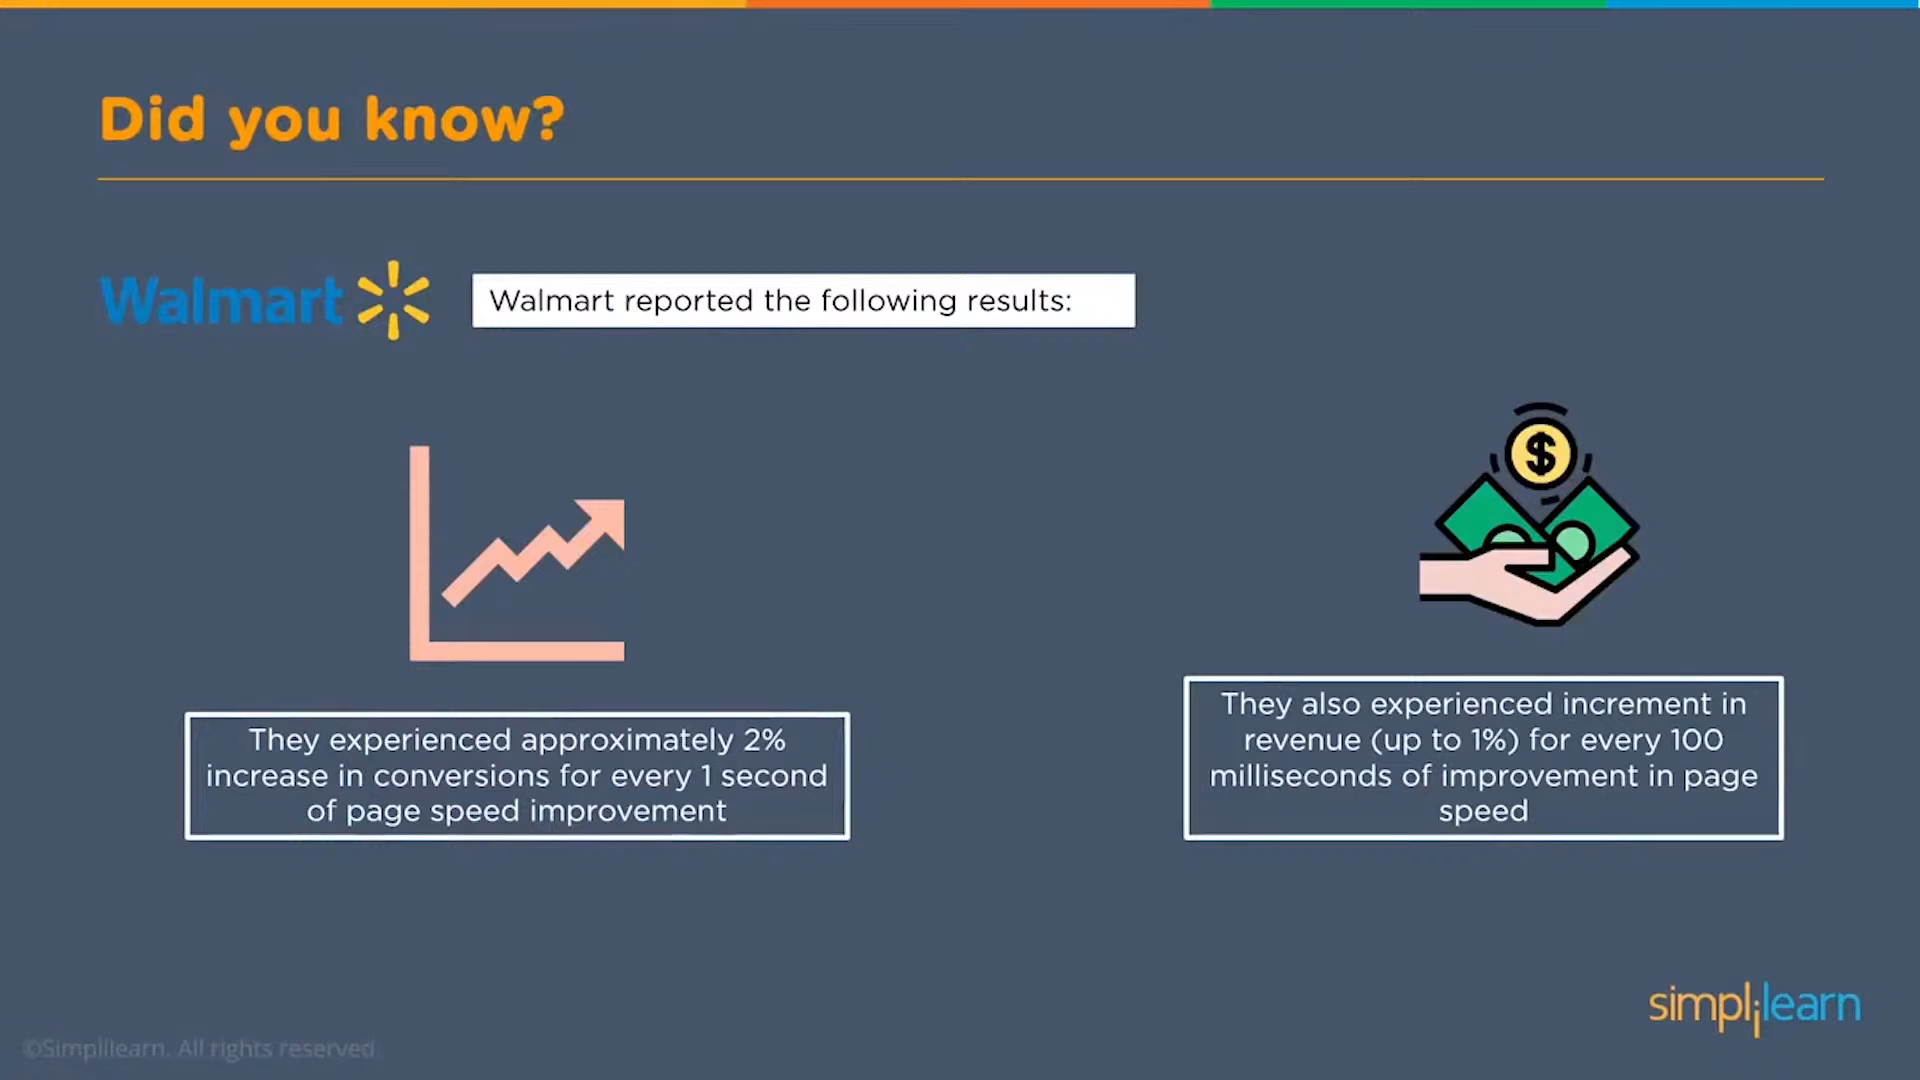 Did you know?
Walmart
Walmart reported the following results:
$
They experienced approximately 2%
increase in conversions for every 1 second
of page speed improvement
They also experienced increment in
revenue (up to 1%) for every 100
milliseconds of improvement in page
speed
simplilearn
©Simplilearn. All rights reserved.